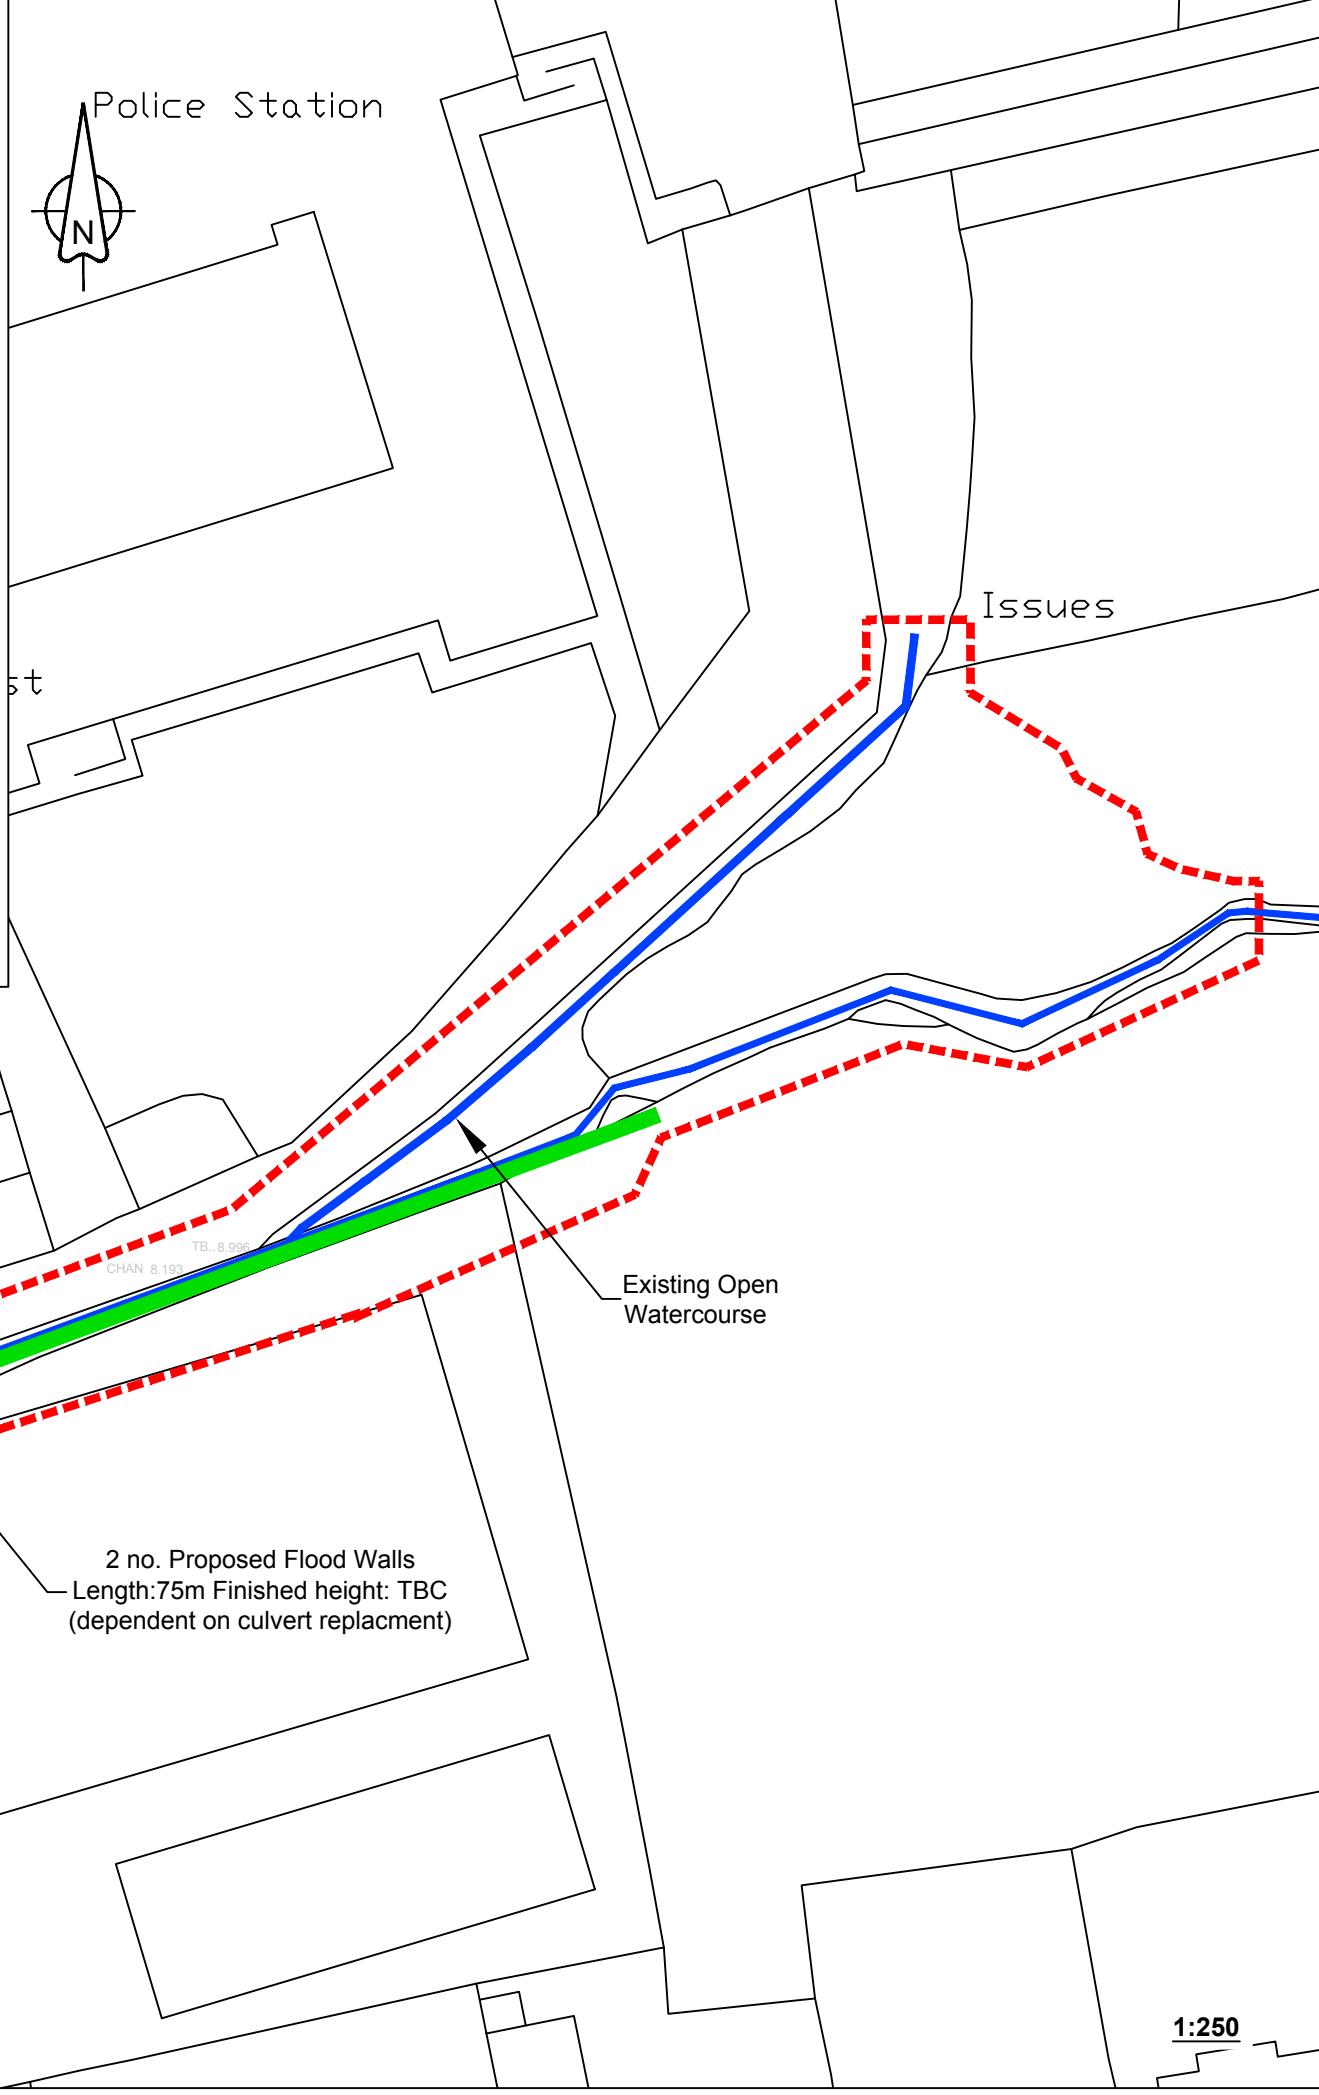 Police Station
N
Issues
st
TB.. 8.996
CHAN 8.193
Existing Open
Watercourse
2 no. Proposed Flood Walls
Length:75m Finished height: TBC
(dependent on culvert replacment)
1:250